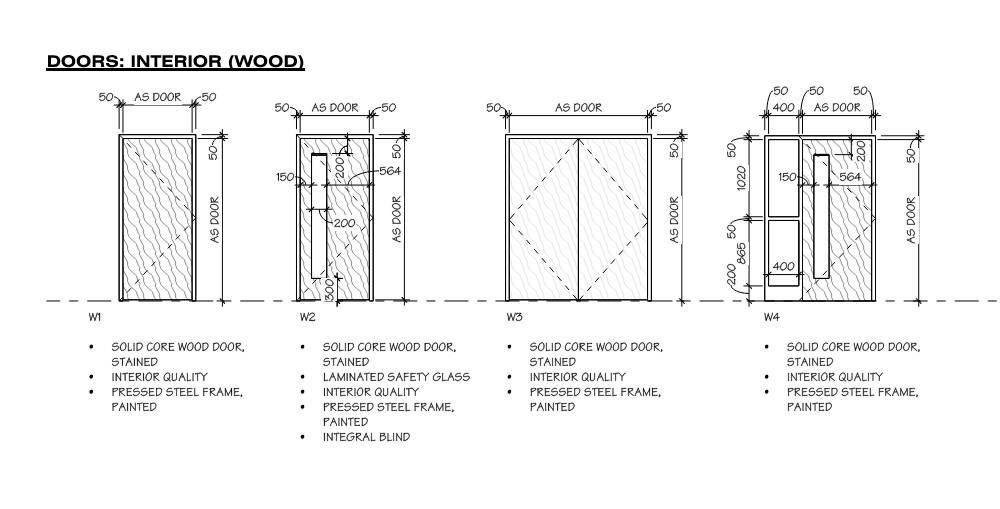 DOORS: INTERIOR (WOOD)
50 AS DOOR 50
50
AS DOOR
W1
• SOLID CORE WOOD DOOR,
STAINED
• INTERIOR QUALITY
• PRESSED STEEL FRAME,
PAINTED
50 AS DOOR 50
50
200
150
564
200
AS DOOR
300
W2
• SOLID CORE WOOD DOOR,
STAINED
• LAMINATED SAFETY GLASS
• INTERIOR QUALITY
• PRESSED STEEL FRAME,
PAINTED
• INTEGRAL BLIND
50 AS DOOR 50
50
AS DOOR
W3
• SOLID CORE WOOD DOOR,
STAINED
• INTERIOR QUALITY
• PRESSED STEEL FRAME,
PAINTED
50 50 50
400 AS DOOR
50
200
50
1020
150
564
50
AS DOOR
865
400
200
W4
• SOLID CORE WOOD DOOR,
STAINED
• INTERIOR QUALITY
• PRESSED STEEL FRAME,
PAINTED